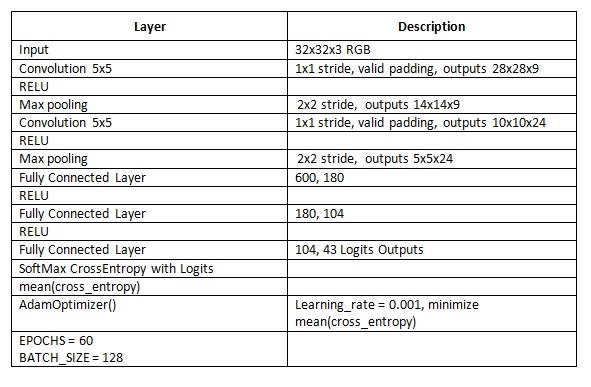 Layer Description
Input 32x32x3 RGB
Convolution 5x5 1x1 stride, valid padding, outputs 28x28x9
RELU
Max pooling 2x2 stride, outputs 14x14x9
Convolution 5x5 1x1 stride, valid padding, outputs 10x10x24
RELU
Max pooling 2x2 stride, outputs 5x5x24
Fully Connected Layer 600, 180
RELU
Fully Connected Layer 180, 104
RELU
Fully Connected Layer 104, 43 Logits Outputs
SoftMax CrossEntropy with Logits
mean(cross_entropy)
AdamOptimizer() Learning_rate = 0.001, minimize
mean(cross_entropy)
EPOCHS = 60
BATCH_SIZE = 128